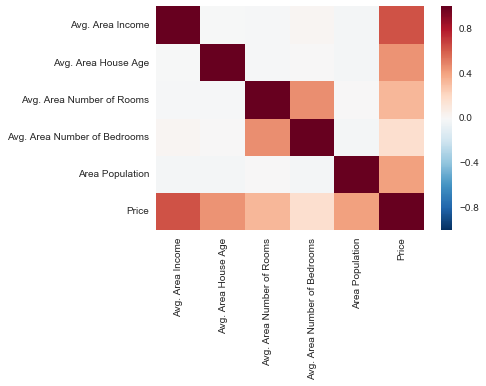 Avg. Area Income
Avg. Area House Age
Avg. Area Number of Rooms
Avg. Area Number of Bedrooms
Area Population
Price
Avg. Area Income
Avg. Area House Age
Avg. Area Number of Rooms
Avg. Area Number of Bedrooms
Area Population
Price
0.8
0.4
0.0
−0.4
−0.8